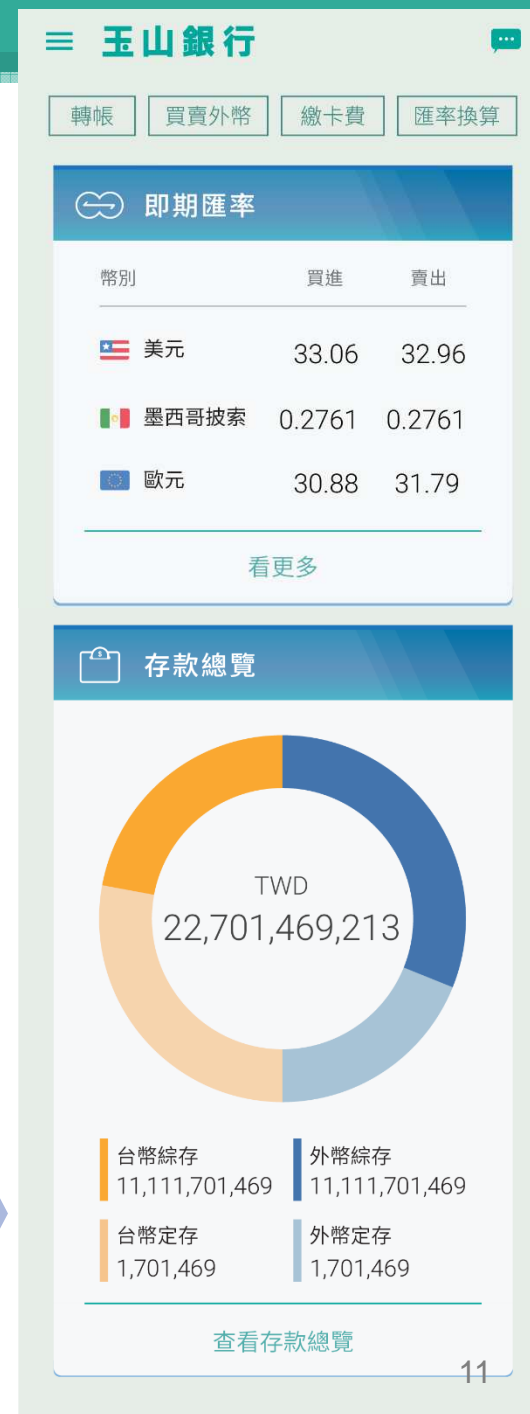 玉山銀行
轉帳 買賣外幣 繳卡費 匯率換算
即期匯率
幣別 買進 賣出
美元 33.06 32.96
墨西哥披索 0.2761 0.2761
歐元 30.88 31.79
看更多
$
存款總覽
TWD
22,701,469,213
台幣綜存 外幣綜存
11,111,701,469 11,111,701,469
台幣定存 外幣定存
1,701,469 1,701,469
查看存款總覽
11